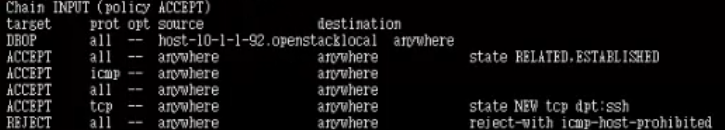 Chain INPUT (policy ACCEPT)
target prot opt source destination
DROP all -- host-10-1-1-92.openstacklocal anywhere
ACCEPT all -- anywhere anywhere state RELATED,ESTABLISHED
ACCEPT icmp -- anywhere anywhere
ACCEPT all -- anywhere anywhere
ACCEPT tcp -- anywhere anywhere state NEW tcp dpt:ssh
REJECT all -- anywhere anywhere reject-with icmp-host-prohibited